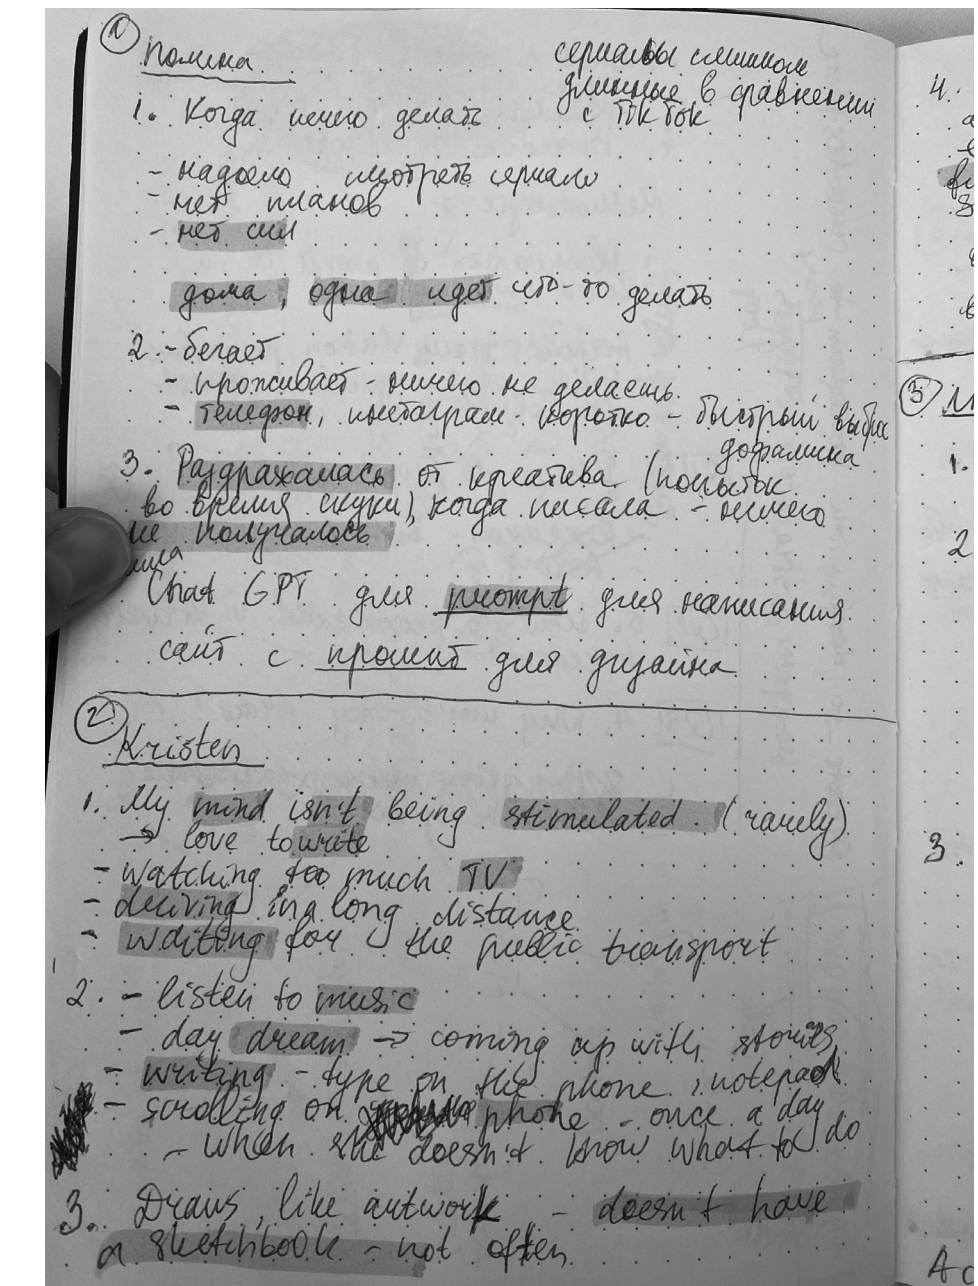 1
Полина
сериалы слишком
длинные в сравнении
с ТikТок
1. Когда нечего делать
- надоело смотреть сериало
- нет планов
- нет сил
дома, одна идет что-то делать
2. - бегает
- проживает - ничего не делаешь
- телефон, инстаграм - коротко - быстрый выброс
дофамина
3. Раздражалась от креатива (попыток
во время скуки), когда писала - ничего
не получалось
Chat GPT для prompt для написания
сайт с промпт для дизайна
2
Kristen
1. My mind isn't being stimulated (rarely)
→ love to write
- watching too much TV
- driving in a long distance
- waiting for the public transport
2. - listen to music
- day dream → coming up with stories
- writing - type on the phone, notepad
- scrolling on phone - once a day
- when she doesn't know what to do
3. Draws, like artwork - doesn't have
a sketchbook - not often
4.
3
1.
2
3.